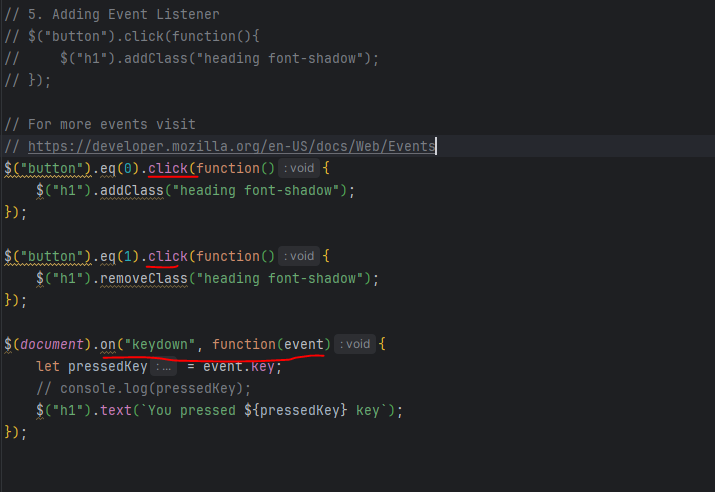 // 5. Adding Event Listener
// $("button").click(function(){
//     $("h1").addClass("heading font-shadow");
// });
// For more events visit
// https://developer.mozilla.org/en-US/docs/Web/Events
$("button").eq(0).click(function() :void {
    $("h1").addClass("heading font-shadow");
});
$("button").eq(1).click(function() :void {
    $("h1").removeClass("heading font-shadow");
});
$(document).on("keydown", function(event) :void {
    let pressedKey :... = event.key;
    // console.log(pressedKey);
    $("h1").text(`You pressed ${pressedKey} key`);
});